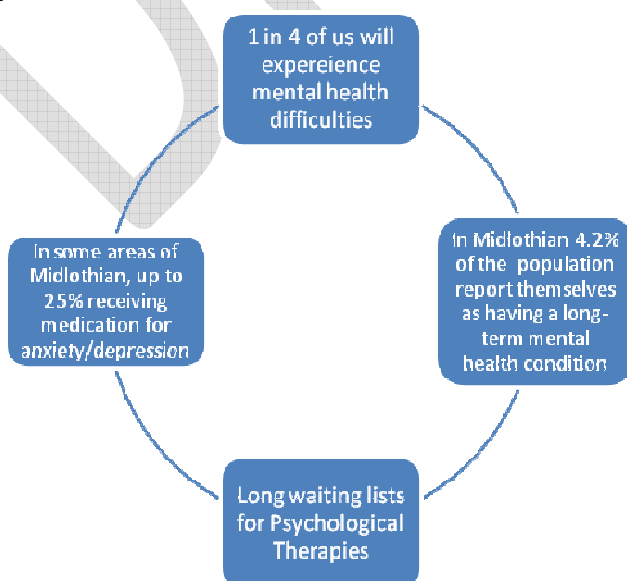 1 in 4 of us will
expereience
mental health
difficulties
In Midlothian 4.2%
of the population
report themselves
as having a long-
term mental
health condition
Long waiting lists
for Psychological
Therapies
In some areas of
Midlothian, up to
25% receiving
medication for
anxiety/depression